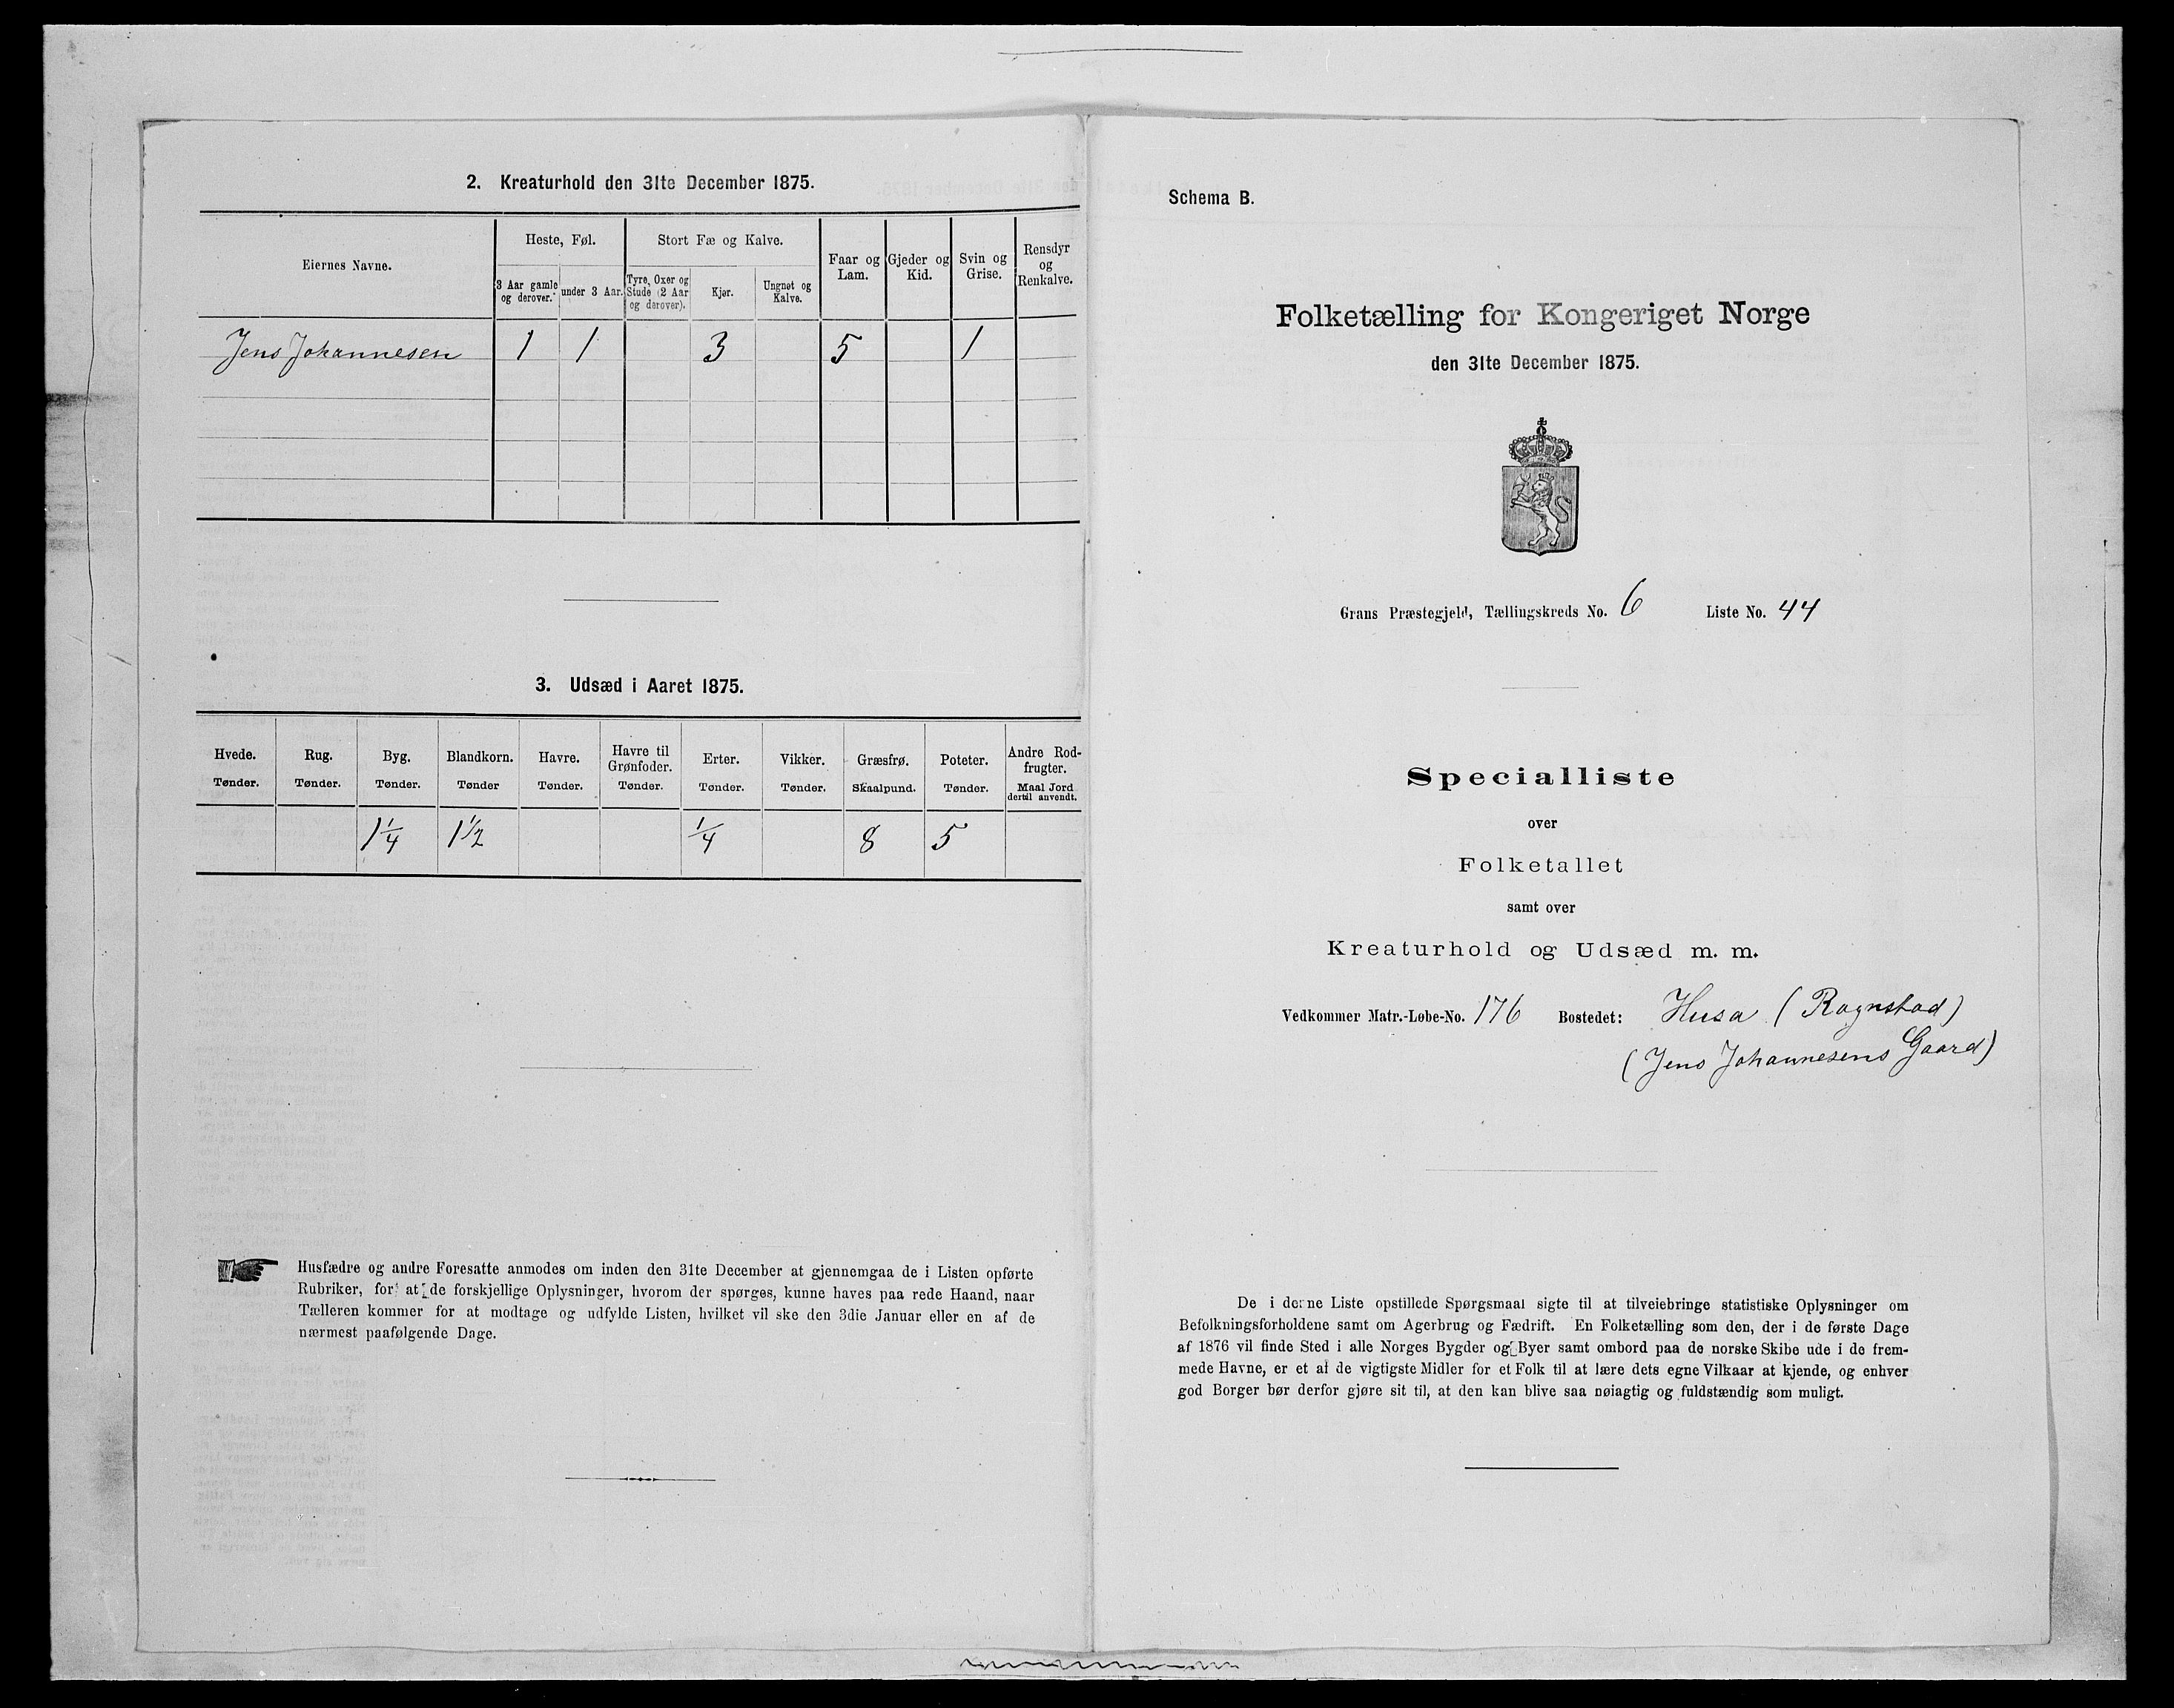 2. Kreaturhold den 31te December 1875.
Eiernes Navne.
Heste, Føl.
3 Aar gamle og derover.
under 3 Aar.
Stort Fæ og Kalve.
Tyre, Oxer og Stude (2 Aar og derover).
Kjør.
Ungnøt og Kalve.
Faar og Lam.
Gjeder og Kid.
Svin og Grise.
Rensdyr og Renkalve.
Jens Johannesen 1 1 3 5 1
3. Udsæd i Aaret 1875.
Hvede. Tønder.
Rug. Tønder.
Byg. Tønder.
Blandkorn. Tønder
Havre. Tønder.
Havre til Grønfoder. Tønder.
Erter. Tønder.
Vikker. Tønder.
Græsfrø. Skaalpund.
Poteter. Tønder.
Andre Rodfrugter. Maal Jord dertil anvendt.
1 1/4 1 1/2 1/4 8 5
Husfædre og andre Foresatte anmodes om inden den 31te December at gjennemgaa de i Listen opførte
Rubriker, for at de forskjellige Oplysninger, hvorom der spørges, kunne haves paa rede Haand, naar
Tælleren kommer for at modtage og udfylde Listen, hvilket vil ske den 3die Januar eller en af de
nærmest paafølgende Dage.
Schema B.
Folketælling for Kongeriget Norge
den 31te December 1875.
Grans Præstegjeld, Tællingskreds No. 6 Liste No. 44
Specialliste
over
Folketallet
samt over
Kreaturhold og Udsæd m. m.
Vedkommer Matr.-Løbe-No. 176 Bostedet: Husa (Rognstad)
(Jens Johannesens Gaard)
De i denne Liste opstillede Spørgsmaal sigte til at tilveiebringe statistiske Oplysninger om
Befolkningsforholdene samt om Agerbrug og Fædrift. En Folketælling som den, der i de første Dage
af 1876 vil finde Sted i alle Norges Bygder og Byer samt ombord paa de norske Skibe ude i de frem-
mede Havne, er et af de vigtigste Midler for et Folk til at lære dets egne Vilkaar at kjende, og enhver
god Borger bør derfor gjøre sit til, at den kan blive saa nøiagtig og fuldstændig som muligt.